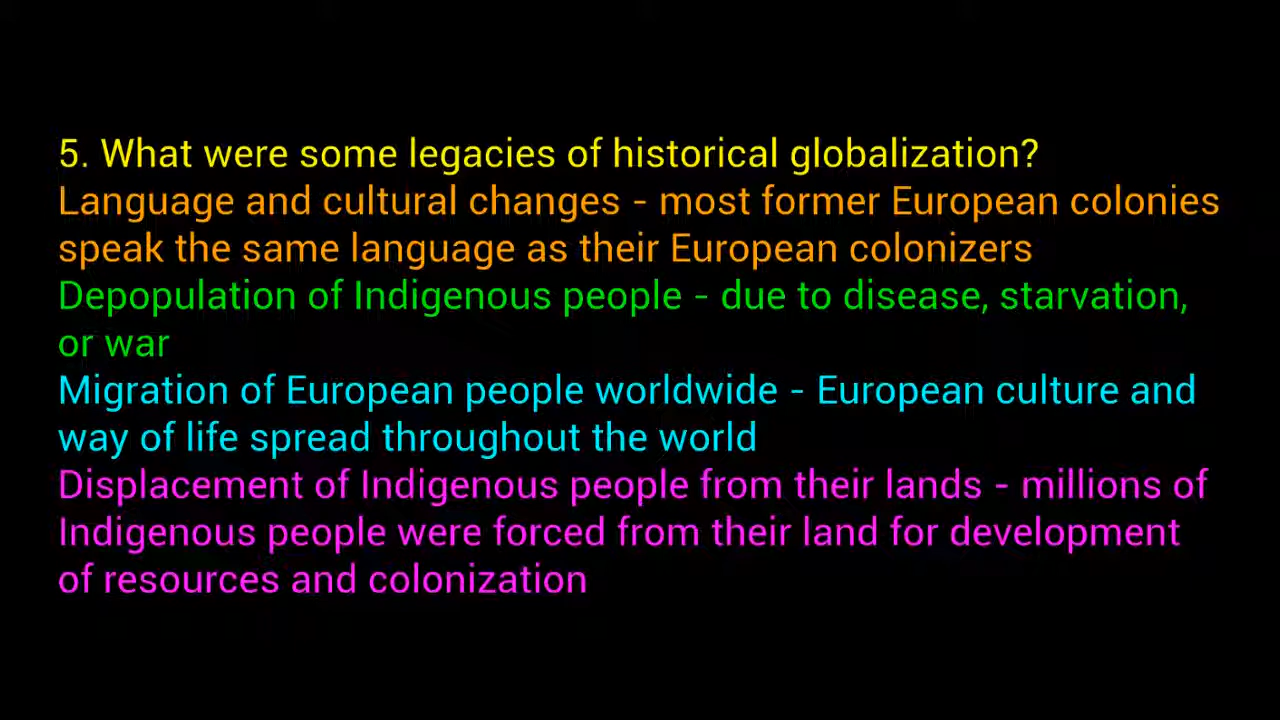 5. What were some legacies of historical globalization?
Language and cultural changes - most former European colonies
speak the same language as their European colonizers
Depopulation of Indigenous people - due to disease, starvation,
or war
Migration of European people worldwide - European culture and
way of life spread throughout the world
Displacement of Indigenous people from their lands - millions of
Indigenous people were forced from their land for development
of resources and colonization